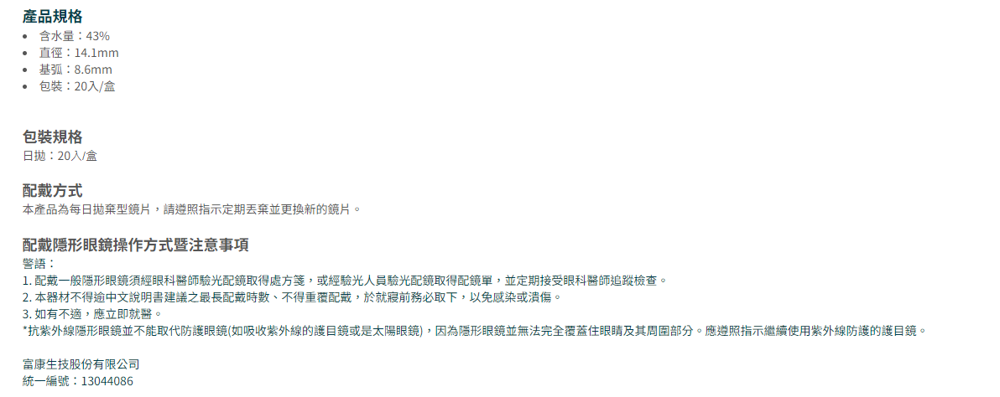 產品規格
含水量：43%
直徑：14.1mm
基弧：8.6mm
包裝：20入/盒
包裝規格
日拋：20入/盒
配戴方式
本產品為每日拋棄型鏡片，請遵照指示定期丟棄並更換新的鏡片。
配戴隱形眼鏡操作方式暨注意事項
警語：
1. 配戴一般隱形眼鏡須經眼科醫師驗光配鏡取得處方箋，或經驗光人員驗光配鏡取得配鏡單，並定期接受眼科醫師追蹤檢查。
2. 本器材不得逾中文說明書建議之最長配戴時數、不得重覆配戴，於就寢前務必取下，以免感染或潰傷。
3. 如有不適，應立即就醫。
*抗紫外線隱形眼鏡並不能取代防護眼鏡(如吸收紫外線的護目鏡或是太陽眼鏡)，因為隱形眼鏡並無法完全覆蓋住眼睛及其周圍部分。應遵照指示繼續使用紫外線防護的護目鏡。
富康生技股份有限公司
統一編號：13044086